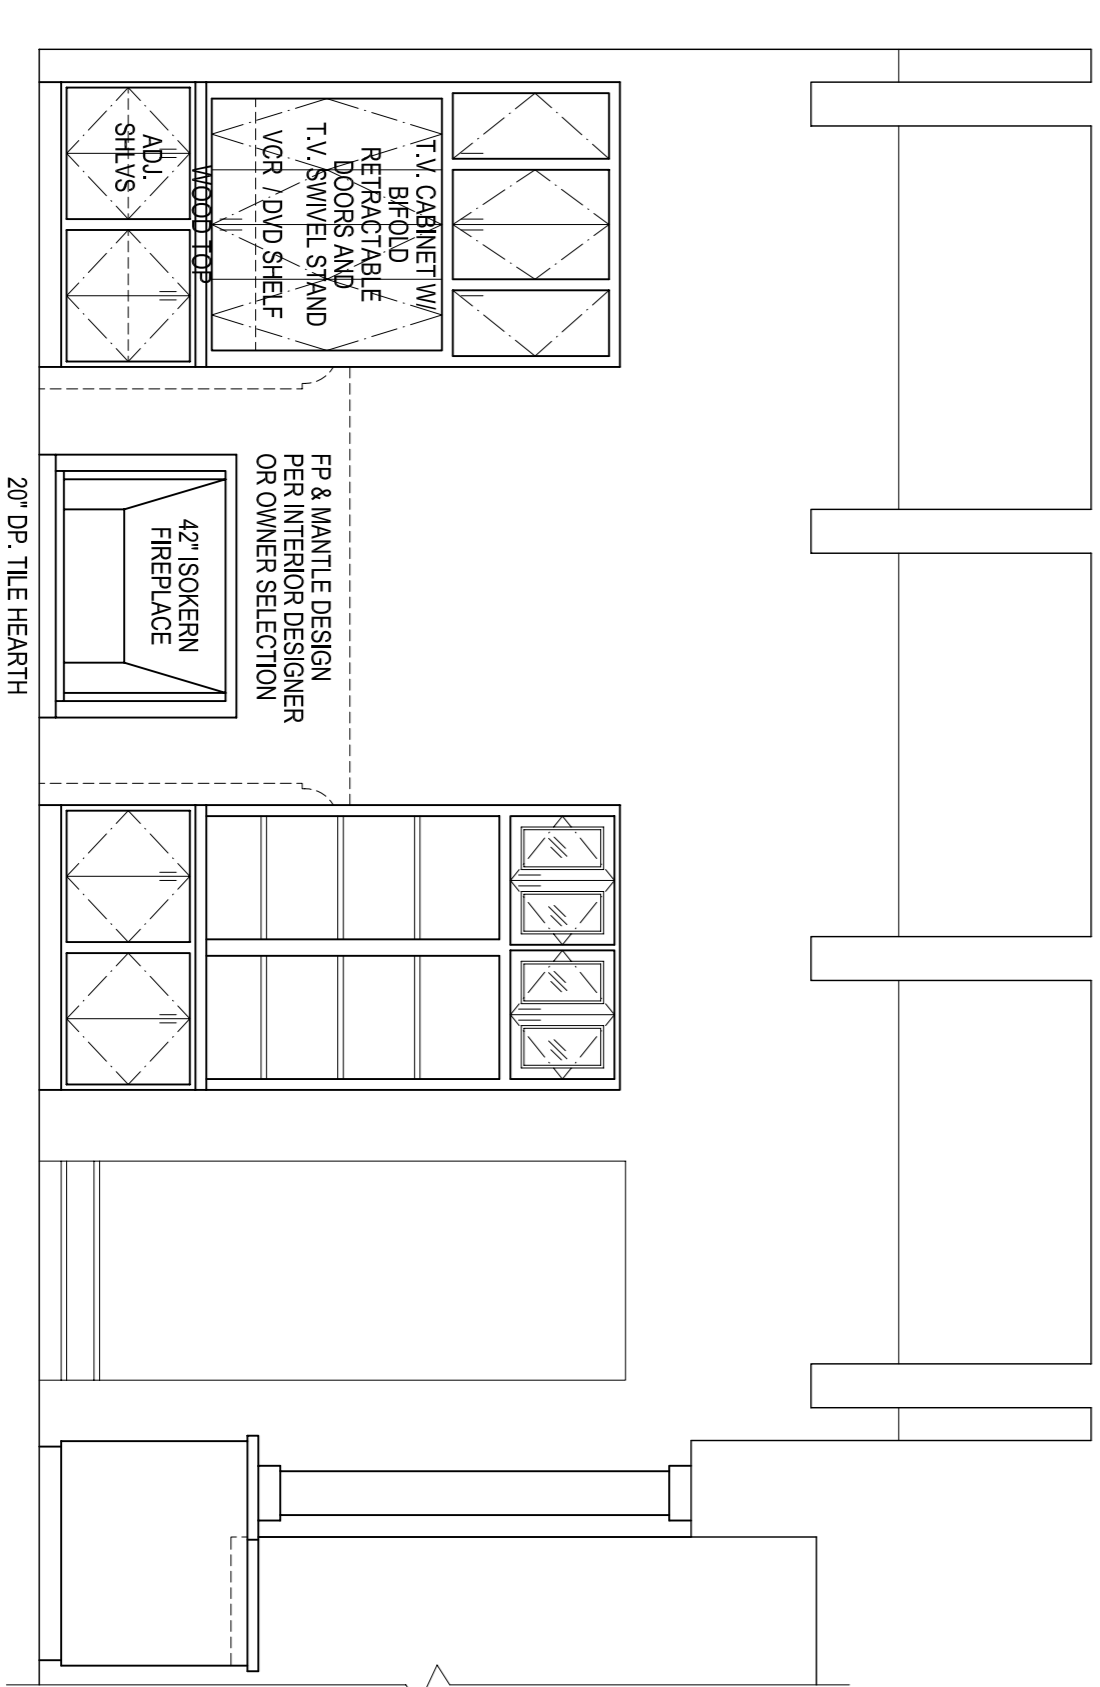 T.V. CABINET W/
BIFOLD
RETRACTABLE
DOORS AND
T.V. SWIVEL STAND
VCR / DVD SHELF
WOOD TOP
ADJ.
SHLVS
FP & MANTLE DESIGN
PER INTERIOR DESIGNER
OR OWNER SELECTION
42" ISOKERN
FIREPLACE
20" DP. TILE HEARTH